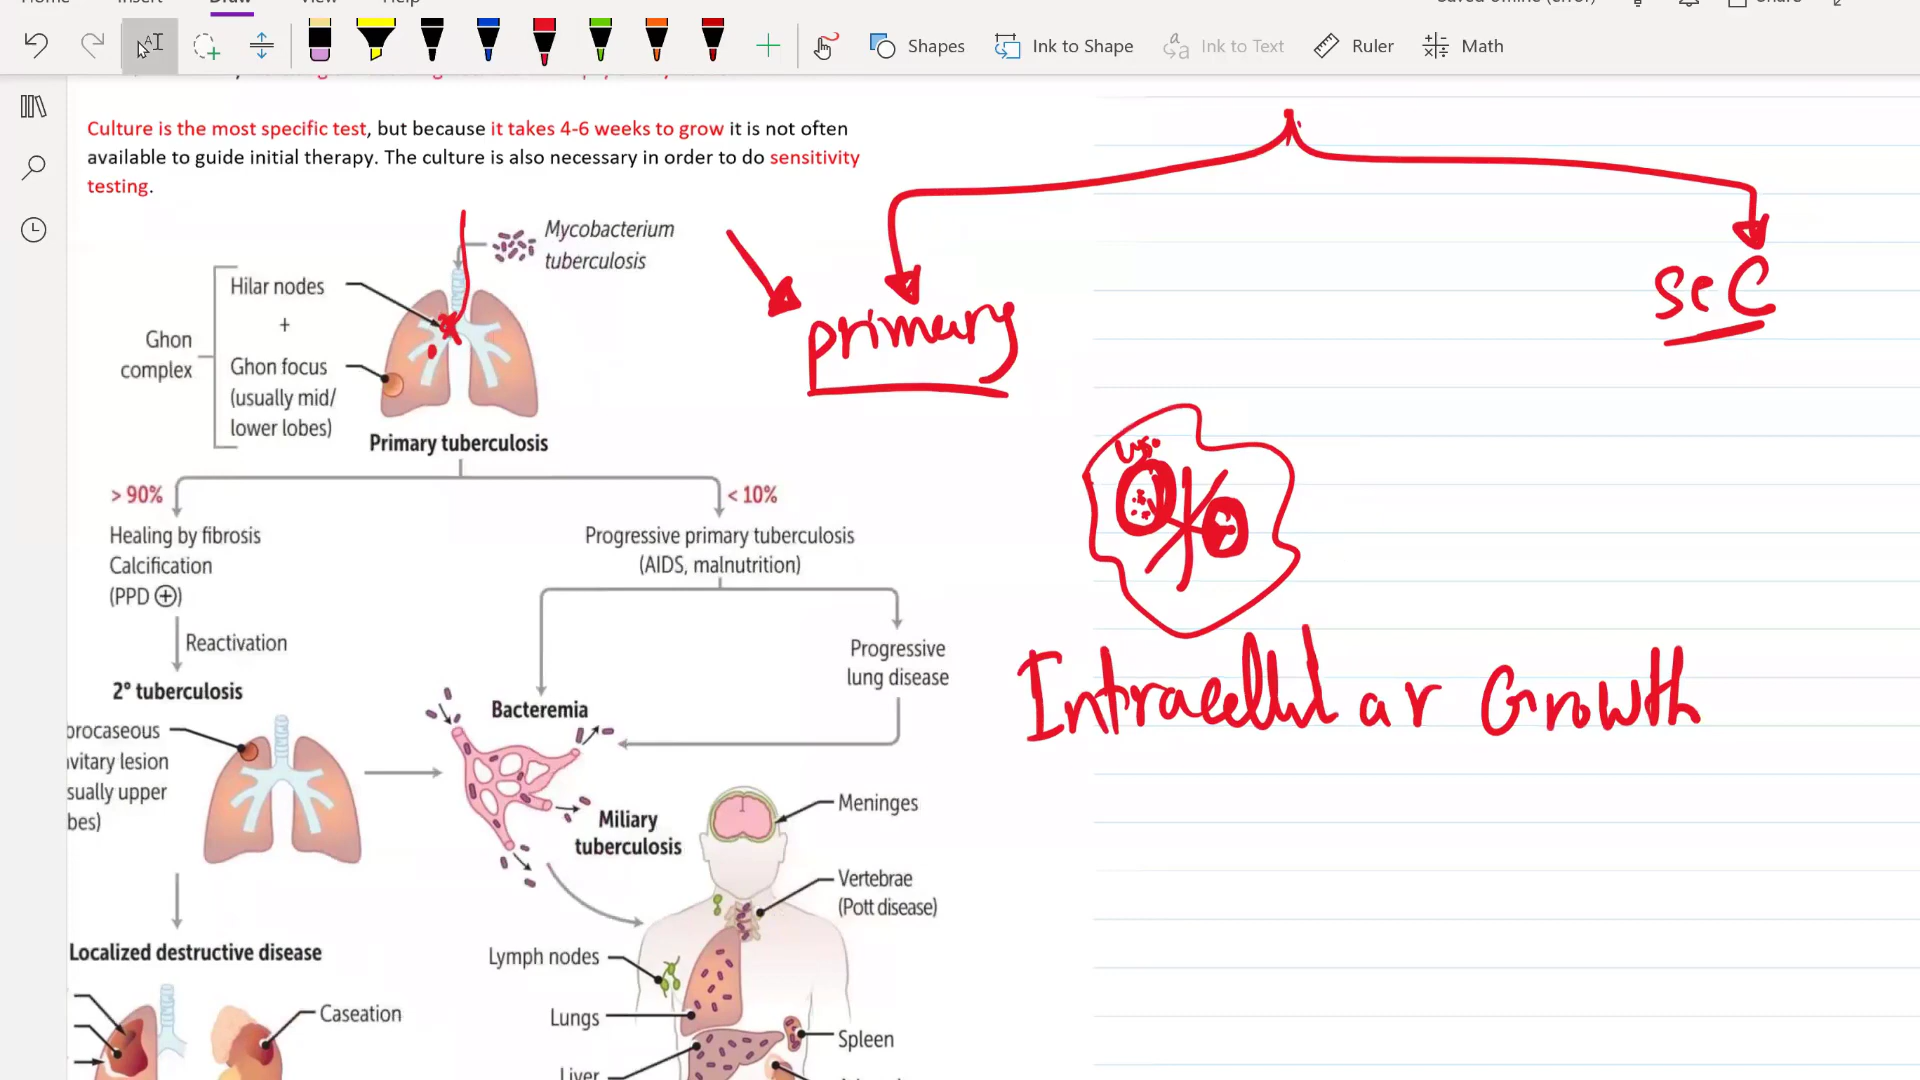 Shapes
Ink to Shape
Ink to Text
Ruler
Math
Culture is the most specific test, but because it takes 4-6 weeks to grow it is not often
available to guide initial therapy. The culture is also necessary in order to do sensitivity
testing.
Mycobacterium
tuberculosis
Hilar nodes
+
Ghon focus
(usually mid/
lower lobes)
Ghon
complex
Primary tuberculosis
primary
sec
> 90%
Healing by fibrosis
Calcification
(PPD ⊕)
< 10%
Progressive primary tuberculosis
(AIDS, malnutrition)
Lyso
Reactivation
2° tuberculosis
Progressive
lung disease
Intracellular Growth
Bacteremia
brocaseous
vitary lesion
sually upper
bes)
Miliary
tuberculosis
Meninges
Vertebrae
(Pott disease)
Localized destructive disease
Lymph nodes
Caseation
Lungs
Spleen
Liver